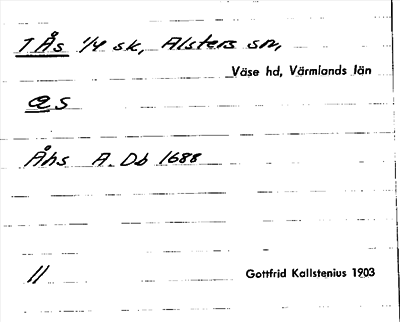 1 Ås 1/4 sk, Alsters sn,
Väse hd, Värmlands län
Åhs A. Db 1688
11
Gottfrid Kallstenius 1903